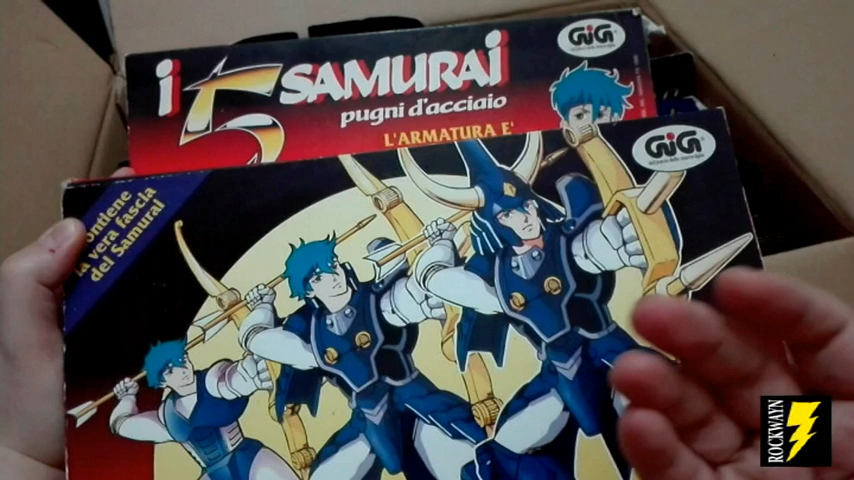 i 5 SAMURAI
pugni d'acciaio
L'ARMATURA E'
GiG
GiG
contiene
la vera fascia
del Samurai
ROCKWAYN